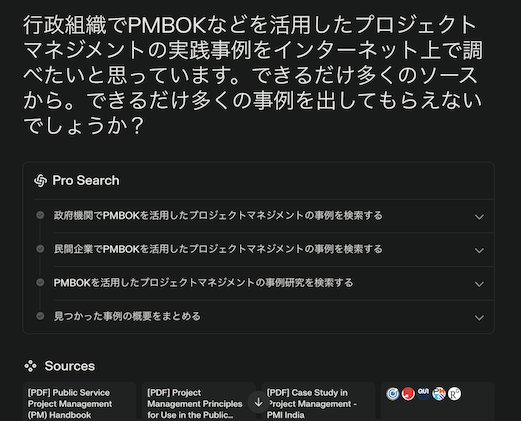 行政組織でPMBOKなどを活用したプロジェクト
マネジメントの実践事例をインターネット上で調
べたいと思っています。できるだけ多くのソース
から。できるだけ多くの事例を出してもらえない
でしょうか？
Pro Search
政府機関でPMBOKを活用したプロジェクトマネジメントの事例を検索する
民間企業でPMBOKを活用したプロジェクトマネジメントの事例を検索する
PMBOKを活用したプロジェクトマネジメントの事例研究を検索する
見つかった事例の概要をまとめる
Sources
[PDF] Public Service
Project Management
(PM) Handbook
[PDF] Project
Management Principles
for Use in the Public...
[PDF] Case Study in
Project Management -
PMI India